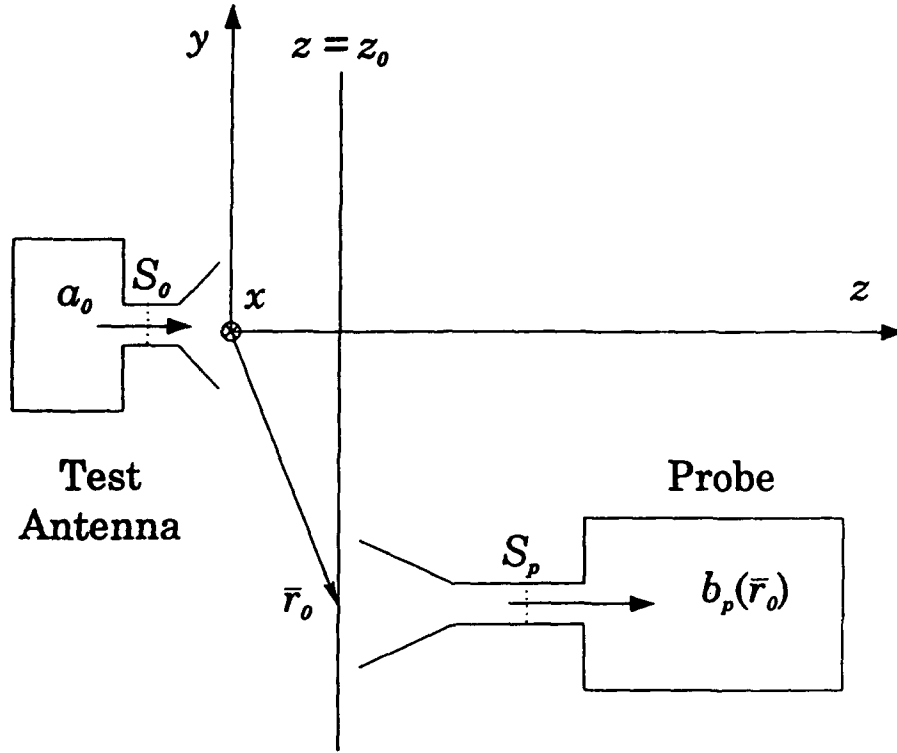 y
z = z₀
S₀
a₀
x
z
Test
Antenna
Probe
S_p
r̄₀
b_p(r̄₀)